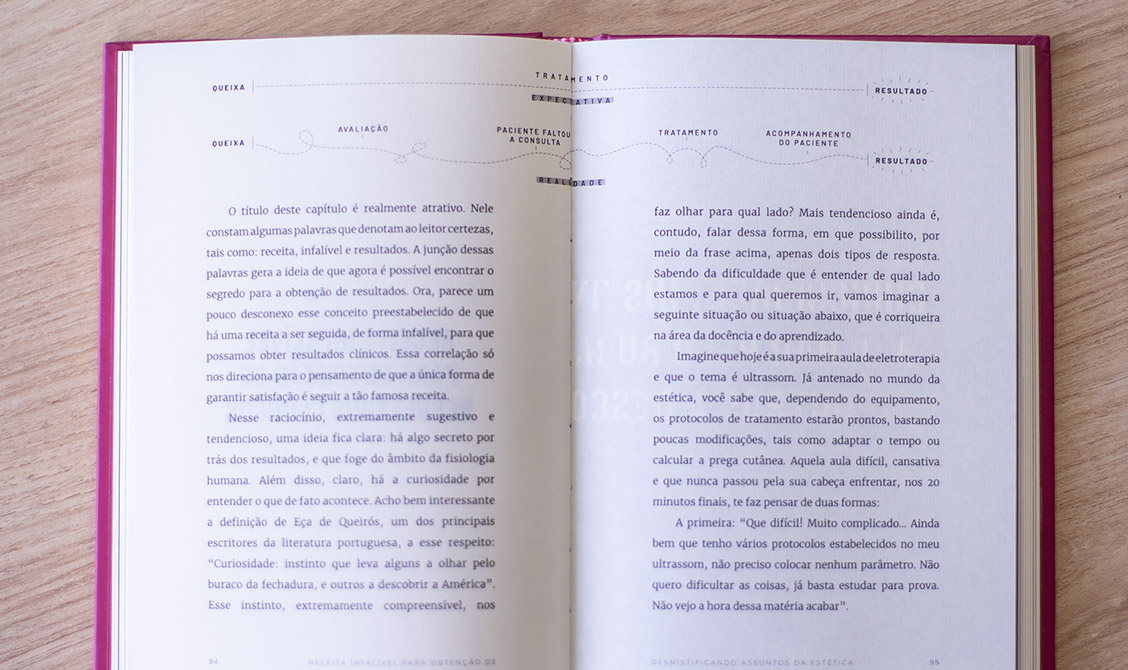 TRATAMENTO
QUEIXA
RESULTADO
EXPECTATIVA
AVALIAÇÃO
PACIENTE FALTOU
A CONSULTA
TRATAMENTO
ACOMPANHAMENTO
DO PACIENTE
QUEIXA
RESULTADO
REALIDADE
O título deste capítulo é realmente atrativo. Nele
constam algumas palavras que denotam ao leitor certezas,
tais como: receita, infalível e resultados. A junção dessas
palavras gera a ideia de que agora é possível encontrar o
segredo para a obtenção de resultados. Ora, parece um
pouco desconexo esse conceito preestabelecido de que
há uma receita a ser seguida, de forma infalível, para que
possamos obter resultados clínicos. Essa correlação só
nos direciona para o pensamento de que a única forma de
garantir satisfação é seguir a tão famosa receita.
Nesse raciocínio, extremamente sugestivo e
tendencioso, uma ideia fica clara: há algo secreto por
trás dos resultados, e que foge do âmbito da fisiologia
humana. Além disso, claro, há a curiosidade por
entender o que de fato acontece. Acho bem interessante
a definição de Eça de Queirós, um dos principais
escritores da literatura portuguesa, a esse respeito:
“Curiosidade: instinto que leva alguns a olhar pelo
buraco da fechadura, e outros a descobrir a América”.
Esse instinto, extremamente compreensível, nos
94 RECEITA INFALÍVEL PARA OBTENÇÃO DE
faz olhar para qual lado? Mais tendencioso ainda é,
contudo, falar dessa forma, em que possibilito, por
meio da frase acima, apenas dois tipos de resposta.
Sabendo da dificuldade que é entender de qual lado
estamos e para qual queremos ir, vamos imaginar a
seguinte situação ou situação abaixo, que é corriqueira
na área da docência e do aprendizado.
Imagine que hoje é a sua primeira aula de eletroterapia
e que o tema é ultrassom. Já antenado no mundo da
estética, você sabe que, dependendo do equipamento,
os protocolos de tratamento estarão prontos, bastando
poucas modificações, tais como adaptar o tempo ou
calcular a prega cutânea. Aquela aula difícil, cansativa
e que nunca passou pela sua cabeça enfrentar, nos 20
minutos finais, te faz pensar de duas formas:
A primeira: “Que difícil! Muito complicado... Ainda
bem que tenho vários protocolos estabelecidos no meu
ultrassom, não preciso colocar nenhum parâmetro. Não
quero dificultar as coisas, já basta estudar para prova.
Não vejo a hora dessa matéria acabar”.
DESMISTIFICANDO ASSUNTOS DA ESTÉTICA 95